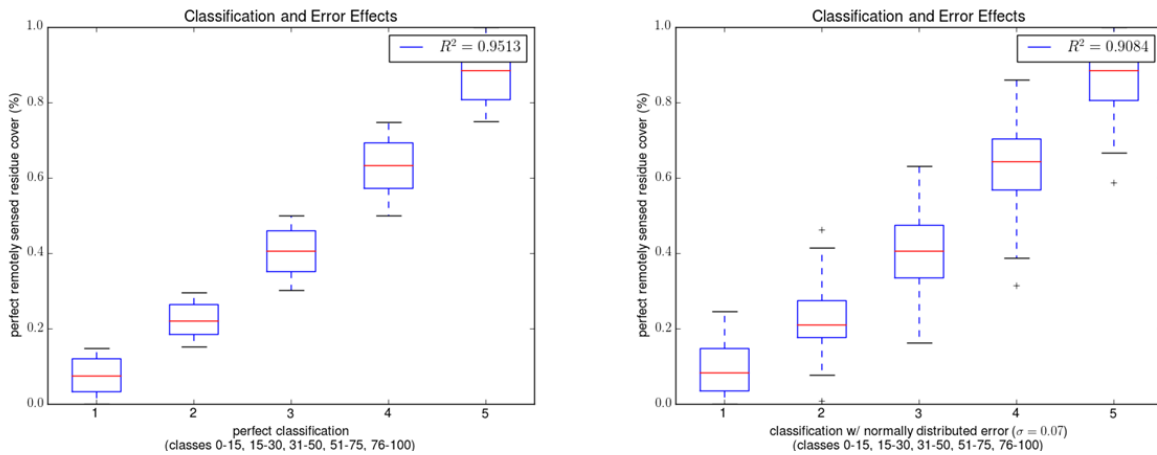 Classification and Error Effects
R² = 0.9513
perfect remotely sensed residue cover (%)
1.0
0.8
0.6
0.4
0.2
0.0
1 2 3 4 5
perfect classification
(classes 0-15, 15-30, 31-50, 51-75, 76-100)
Classification and Error Effects
R² = 0.9084
perfect remotely sensed residue cover (%)
1.0
0.8
0.6
0.4
0.2
0.0
1 2 3 4 5
classification w/ normally distributed error (σ = 0.07)
(classes 0-15, 15-30, 31-50, 51-75, 76-100)